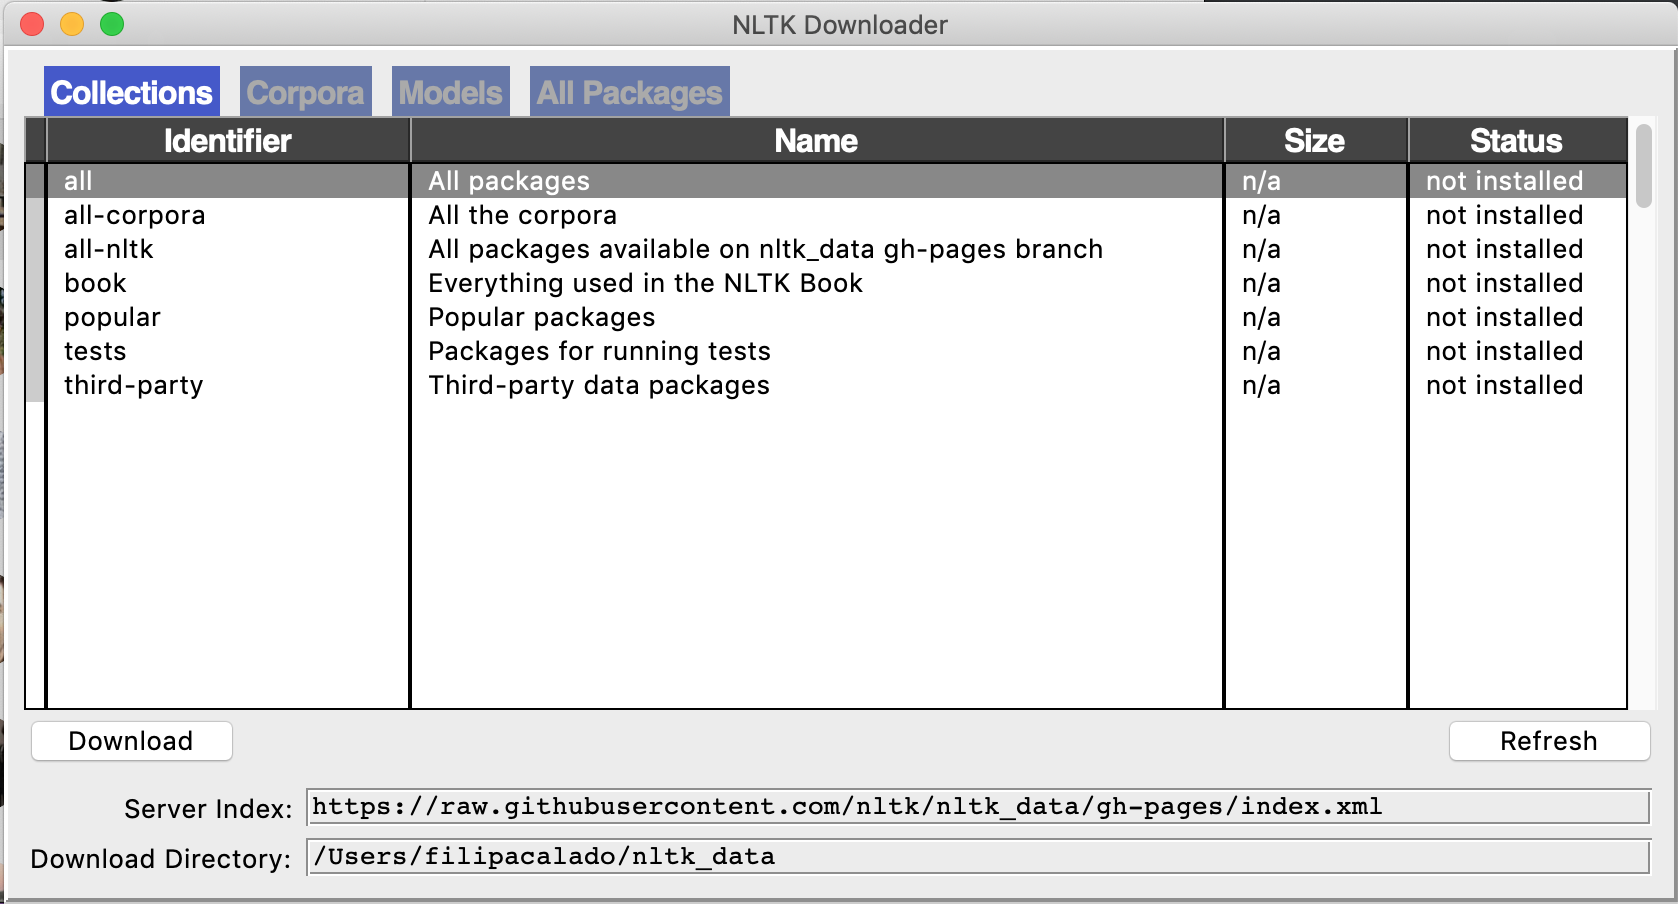 NLTK Downloader
Collections Corpora Models All Packages
Identifier Name Size Status
all All packages n/a not installed
all-corpora All the corpora n/a not installed
all-nltk All packages available on nltk_data gh-pages branch n/a not installed
book Everything used in the NLTK Book n/a not installed
popular Popular packages n/a not installed
tests Packages for running tests n/a not installed
third-party Third-party data packages n/a not installed
Download Refresh
Server Index: https://raw.githubusercontent.com/nltk/nltk_data/gh-pages/index.xml
Download Directory: /Users/filipacalado/nltk_data